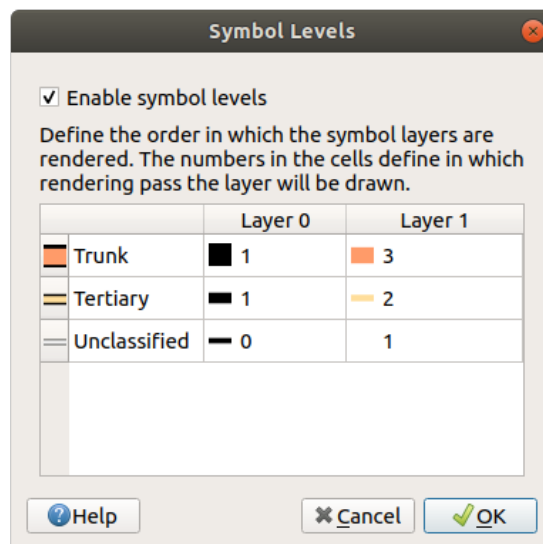 Symbol Levels
Enable symbol levels
Define the order in which the symbol layers are
rendered. The numbers in the cells define in which
rendering pass the layer will be drawn.
Layer 0 Layer 1
Trunk 1 3
Tertiary 1 2
Unclassified 0 1
Help Cancel OK